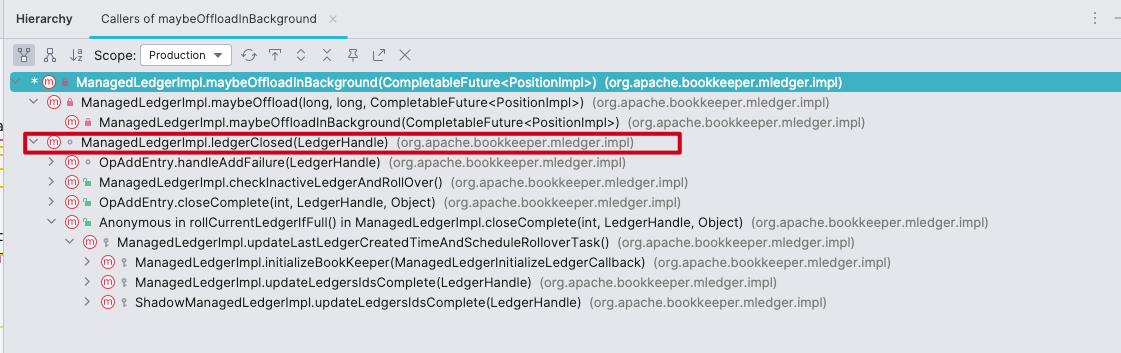 Hierarchy Callers of maybeOffloadInBackground
Scope: Production
* ManagedLedgerImpl.maybeOffloadInBackground(CompletableFuture<PositionImpl>) (org.apache.bookkeeper.mledger.impl)
ManagedLedgerImpl.maybeOffload(long, long, CompletableFuture<PositionImpl>) (org.apache.bookkeeper.mledger.impl)
ManagedLedgerImpl.maybeOffloadInBackground(CompletableFuture<PositionImpl>) (org.apache.bookkeeper.mledger.impl)
ManagedLedgerImpl.ledgerClosed(LedgerHandle) (org.apache.bookkeeper.mledger.impl)
OpAddEntry.handleAddFailure(LedgerHandle) (org.apache.bookkeeper.mledger.impl)
ManagedLedgerImpl.checkInactiveLedgerAndRollOver() (org.apache.bookkeeper.mledger.impl)
OpAddEntry.closeComplete(int, LedgerHandle, Object) (org.apache.bookkeeper.mledger.impl)
Anonymous in rollCurrentLedgerIfFull() in ManagedLedgerImpl.closeComplete(int, LedgerHandle, Object) (org.apache.bookkeeper.mledger.impl)
ManagedLedgerImpl.updateLastLedgerCreatedTimeAndScheduleRolloverTask() (org.apache.bookkeeper.mledger.impl)
ManagedLedgerImpl.initializeBookKeeper(ManagedLedgerInitializeLedgerCallback) (org.apache.bookkeeper.mledger.impl)
ManagedLedgerImpl.updateLedgersIdsComplete(LedgerHandle) (org.apache.bookkeeper.mledger.impl)
ShadowManagedLedgerImpl.updateLedgersIdsComplete(LedgerHandle) (org.apache.bookkeeper.mledger.impl)